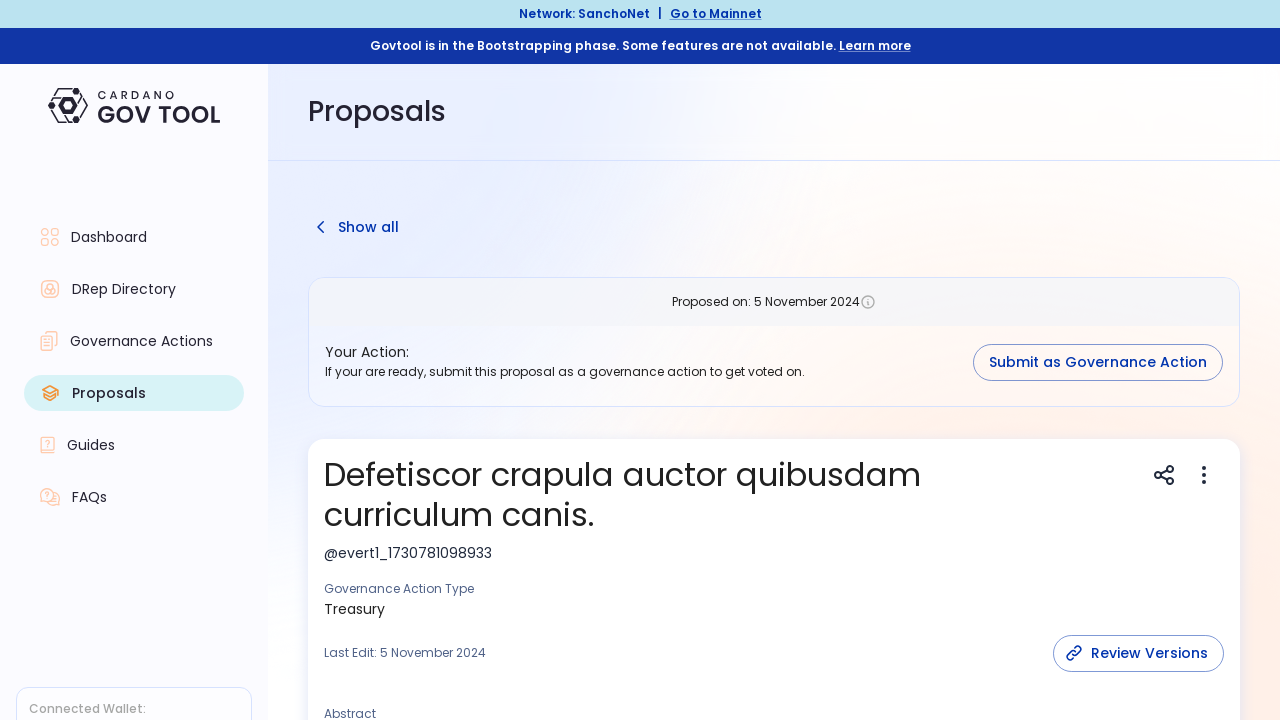 Network: SanchoNet | Go to Mainnet
Govtool is in the Bootstrapping phase. Some features are not available. Learn more
CARDANO
GOV TOOL
Proposals
Dashboard
DRep Directory
Governance Actions
Proposals
Guides
FAQs
Connected Wallet:
Show all
Proposed on: 5 November 2024
Your Action:
If your are ready, submit this proposal as a governance action to get voted on.
Submit as Governance Action
Defetiscor crapula auctor quibusdam
curriculum canis.
@evert1_1730781098933
Governance Action Type
Treasury
Last Edit: 5 November 2024
Review Versions
Abstract